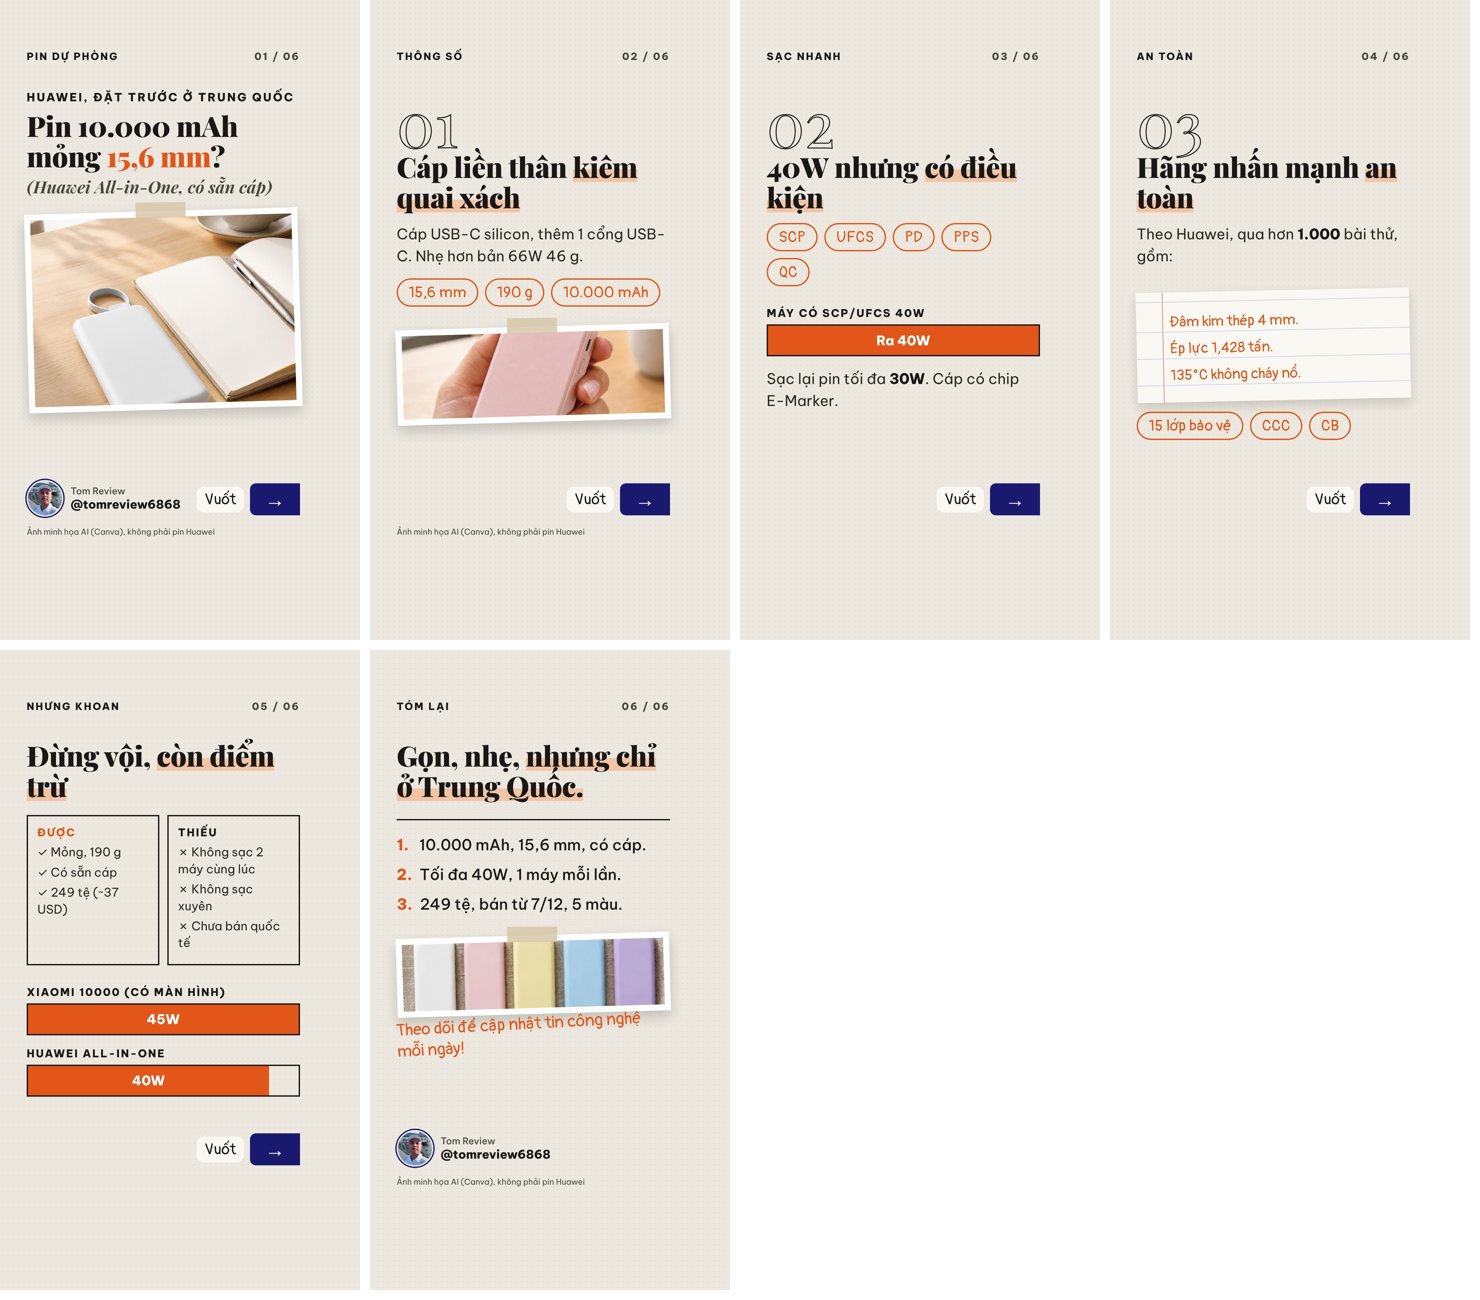 PIN DỰ PHÒNG
01 / 06
HUAWEI, ĐẶT TRƯỚC Ở TRUNG QUỐC
Pin 10.000 mAh
mỏng 15,6 mm?
(Huawei All-in-One, có sẵn cáp)
Tom Review
@tomreview6868
Vuốt →
Ảnh minh họa AI (Canva), không phải pin Huawei
THÔNG SỐ
02 / 06
01
Cáp liền thân kiêm
quai xách
Cáp USB-C silicon, thêm 1 cổng USB-
C. Nhẹ hơn bản 66W 46 g.
15,6 mm
190 g
10.000 mAh
Vuốt →
Ảnh minh họa AI (Canva), không phải pin Huawei
SẠC NHANH
03 / 06
02
40W nhưng có điều
kiện
SCP
UFCS
PD
PPS
QC
MÁY CÓ SCP/UFCS 40W
Ra 40W
Sạc lại pin tối đa 30W. Cáp có chip
E-Marker.
Vuốt →
AN TOÀN
04 / 06
03
Hãng nhấn mạnh an
toàn
Theo Huawei, qua hơn 1.000 bài thử,
gồm:
Đâm kim thép 4 mm.
Ép lực 1,428 tấn.
135°C không cháy nổ.
15 lớp bảo vệ
CCC
CB
Vuốt →
NHƯNG KHOAN
05 / 06
Đừng vội, còn điểm
trừ
ĐƯỢC
✓ Mỏng, 190 g
✓ Có sẵn cáp
✓ 249 tệ (~37
USD)
THIẾU
× Không sạc 2
máy cùng lúc
× Không sạc
xuyên
× Chưa bán quốc
tế
XIAOMI 10000 (CÓ MÀN HÌNH)
45W
HUAWEI ALL-IN-ONE
40W
Vuốt →
TÓM LẠI
06 / 06
Gọn, nhẹ, nhưng chỉ
ở Trung Quốc.
1. 10.000 mAh, 15,6 mm, có cáp.
2. Tối đa 40W, 1 máy mỗi lần.
3. 249 tệ, bán từ 7/12, 5 màu.
Theo dõi để cập nhật tin công nghệ
mỗi ngày!
Tom Review
@tomreview6868
Ảnh minh họa AI (Canva), không phải pin Huawei